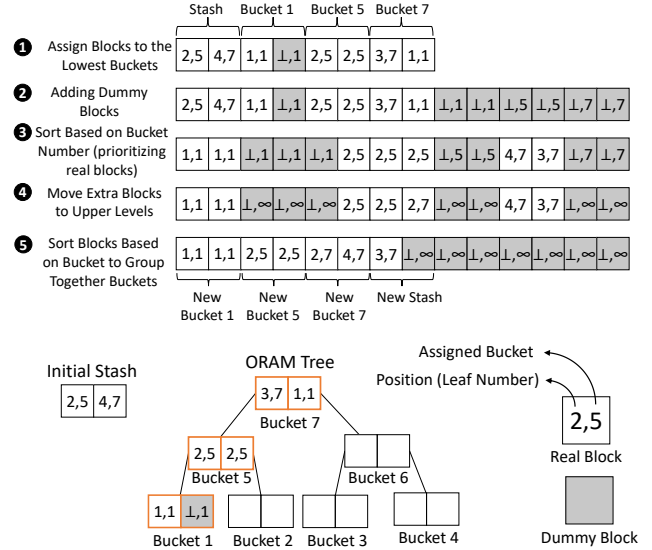 Stash Bucket 1 Bucket 5 Bucket 7
1 Assign Blocks to the
Lowest Buckets
2,5 4,7 1,1 ⊥,1 2,5 2,5 3,7 1,1
2 Adding Dummy
Blocks
2,5 4,7 1,1 ⊥,1 2,5 2,5 3,7 1,1 ⊥,1 ⊥,1 ⊥,5 ⊥,5 ⊥,7 ⊥,7
3 Sort Based on Bucket
Number (prioritizing
real blocks)
1,1 1,1 ⊥,1 ⊥,1 ⊥,1 2,5 2,5 2,5 ⊥,5 ⊥,5 4,7 3,7 ⊥,7 ⊥,7
4 Move Extra Blocks
to Upper Levels
1,1 1,1 ⊥,∞ ⊥,∞ ⊥,∞ 2,5 2,5 2,7 ⊥,∞ ⊥,∞ 4,7 3,7 ⊥,∞ ⊥,∞
5 Sort Blocks Based
on Bucket to Group
Together Buckets
1,1 1,1 2,5 2,5 2,7 4,7 3,7 ⊥,∞ ⊥,∞ ⊥,∞ ⊥,∞ ⊥,∞ ⊥,∞ ⊥,∞
New
Bucket 1
New
Bucket 5
New
Bucket 7
New Stash
Initial Stash
2,5 4,7
ORAM Tree
3,7 1,1
Bucket 7
2,5 2,5
Bucket 5
Bucket 6
1,1 ⊥,1
Bucket 1
Bucket 2
Bucket 3
Bucket 4
Assigned Bucket
Position (Leaf Number)
2,5
Real Block
Dummy Block